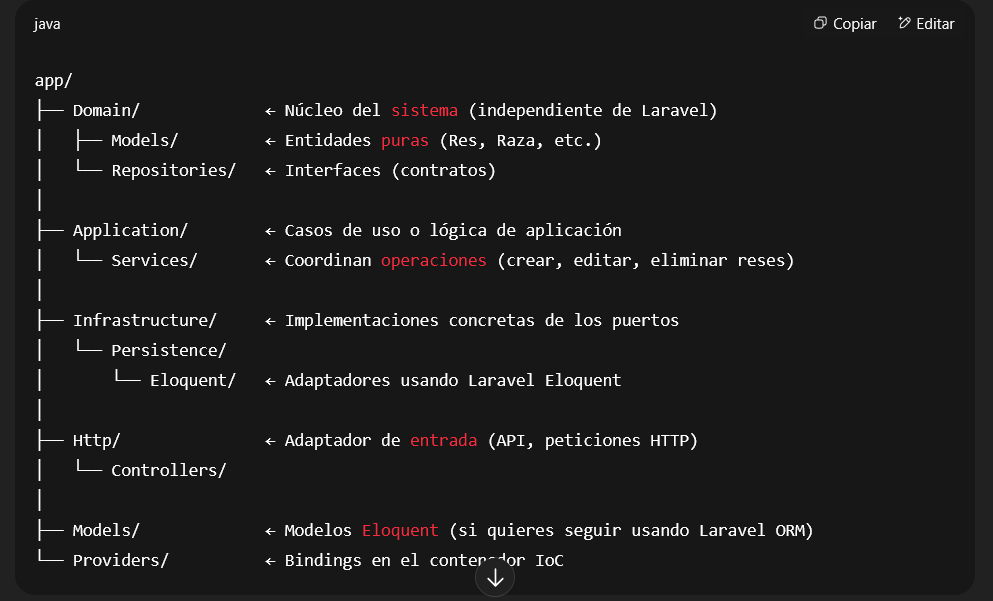 java
Copiar
Editar
app/
├── Domain/ ← Núcleo del sistema (independiente de Laravel)
│ ├── Models/ ← Entidades puras (Res, Raza, etc.)
│ └── Repositories/ ← Interfaces (contratos)
│
├── Application/ ← Casos de uso o lógica de aplicación
│ └── Services/ ← Coordinan operaciones (crear, editar, eliminar reses)
│
├── Infrastructure/ ← Implementaciones concretas de los puertos
│ └── Persistence/
│ └── Eloquent/ ← Adaptadores usando Laravel Eloquent
│
├── Http/ ← Adaptador de entrada (API, peticiones HTTP)
│ └── Controllers/
│
├── Models/ ← Modelos Eloquent (si quieres seguir usando Laravel ORM)
└── Providers/ ← Bindings en el contenedor IoC